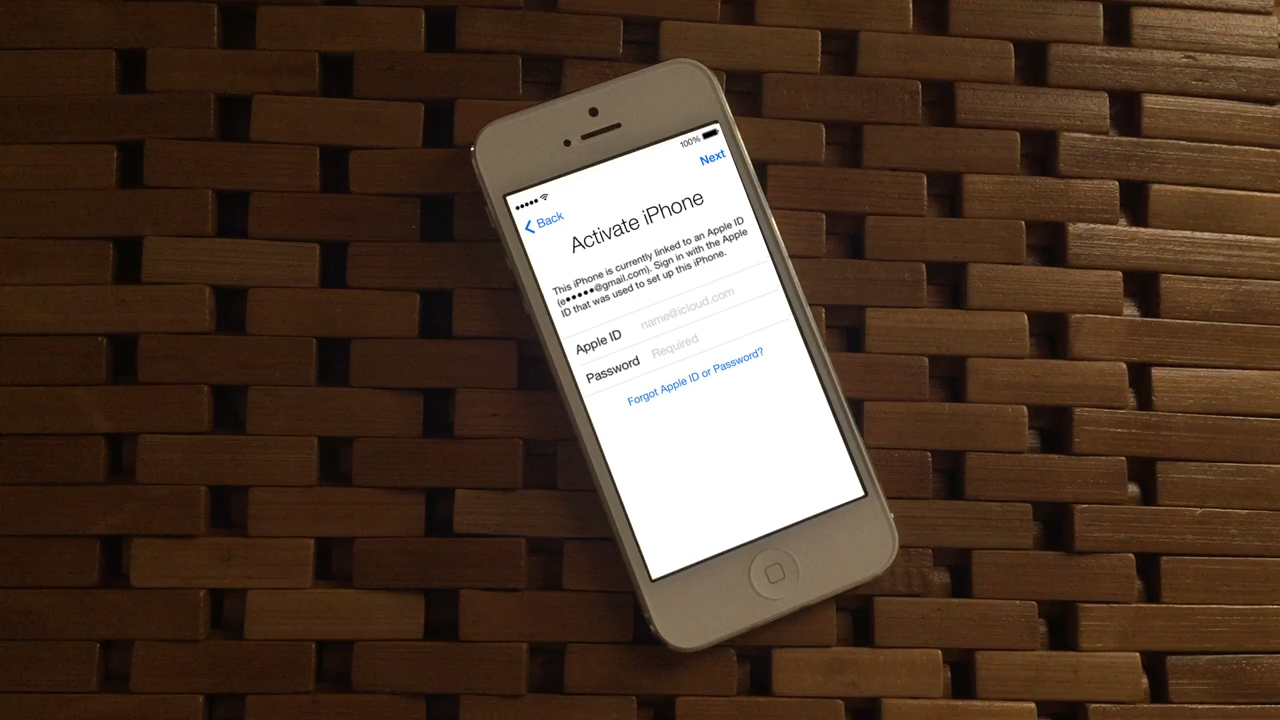 100%
Back
Next
Activate iPhone
This iPhone is currently linked to an Apple ID
(e●●●●●@gmail.com). Sign in with the Apple
ID that was used to set up this iPhone.
Apple ID name@icloud.com
Password Required
Forgot Apple ID or Password?